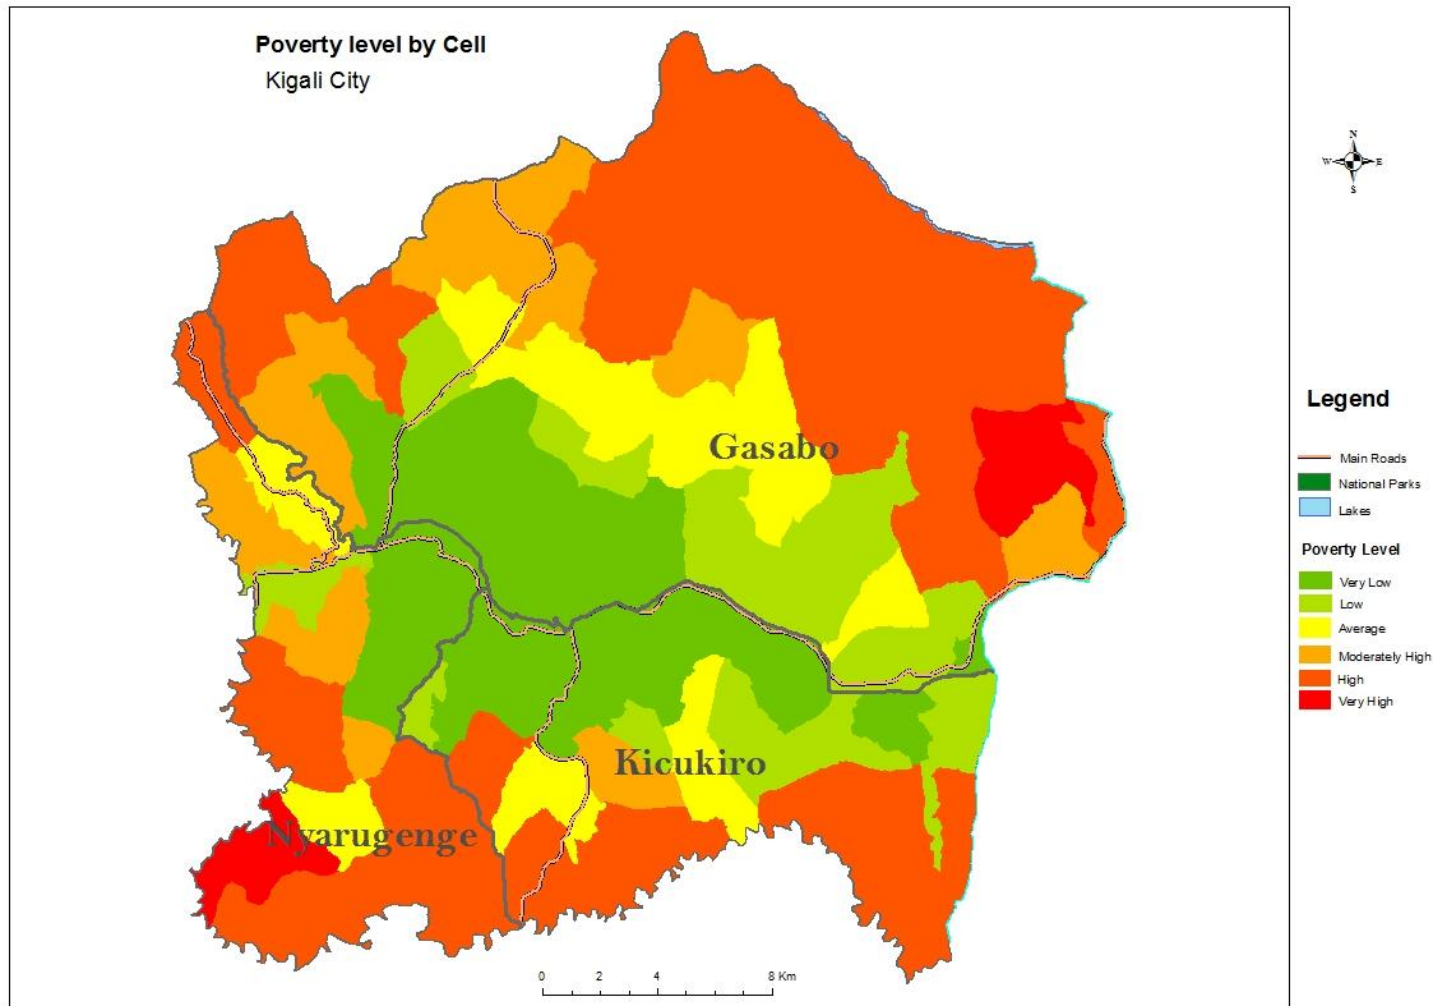 Poverty level by Cell
Kigali City
N
W
E
S
Legend
Main Roads
National Parks
Lakes
Poverty Level
Very Low
Low
Average
Moderately High
High
Very High
Gasabo
Kicukiro
Nyarugenge
0 2 4 8 Km